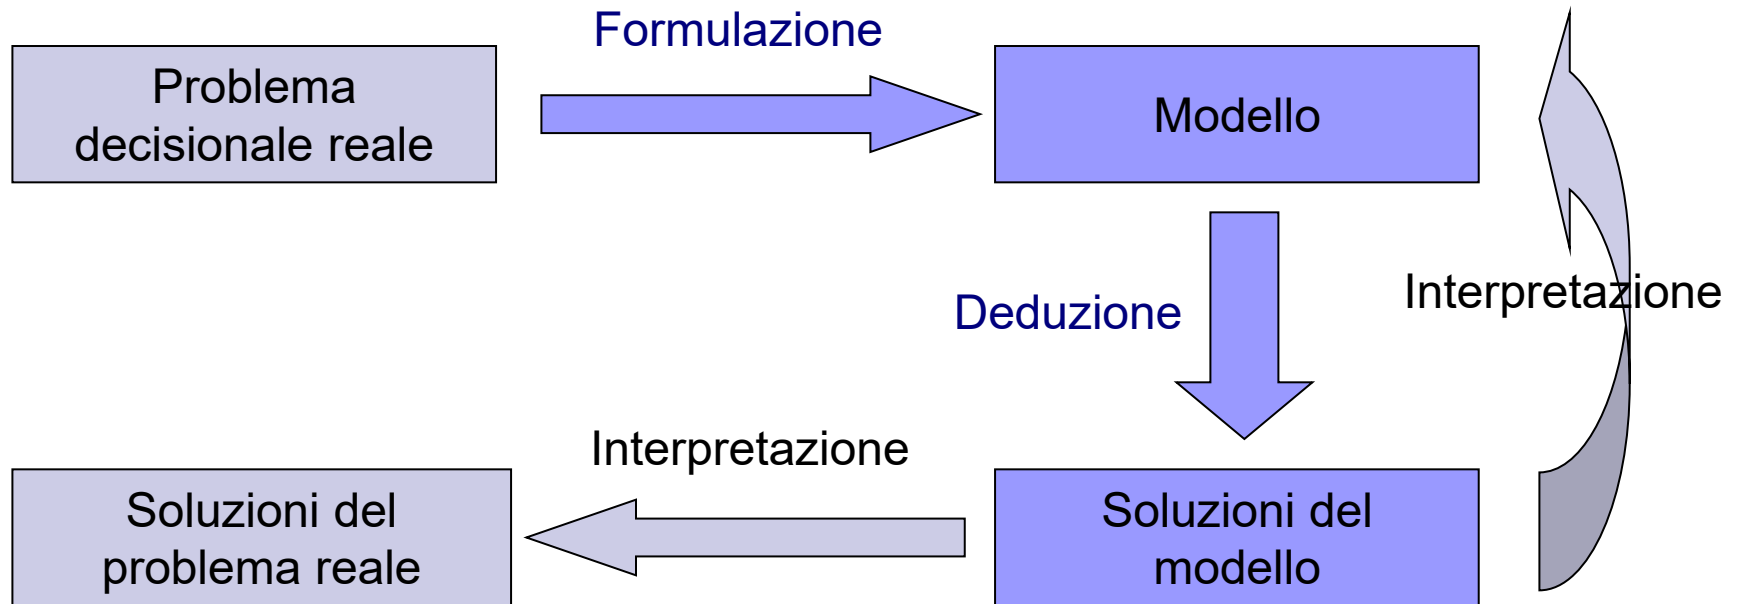 Formulazione
Problema
decisionale reale
Modello
Deduzione
Interpretazione
Interpretazione
Soluzioni del
problema reale
Soluzioni del
modello